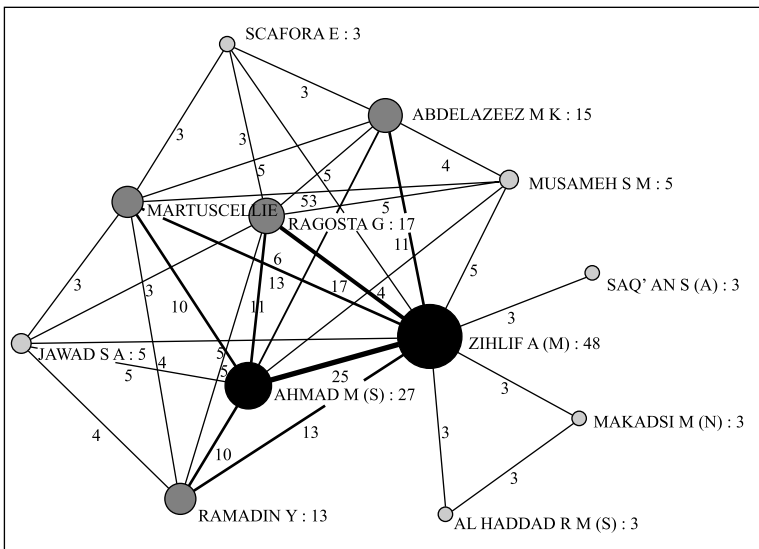 SCAFORA E : 3
3
ABDELAZEEZ M K : 15
3
3
4
5
5
MUSAMEH S M : 5
53
5
MARTUSCELLIE
RAGOSTA G : 17
11
6
5
SAQ' AN S (A) : 3
3
3
13
17
4
10
11
3
ZIHLIF A (M) : 48
JAWAD S A : 5
5
5
4
5
25
3
AHMAD M (S) : 27
MAKADSI M (N) : 3
4
13
3
10
3
RAMADIN Y : 13
AL HADDAD R M (S) : 3